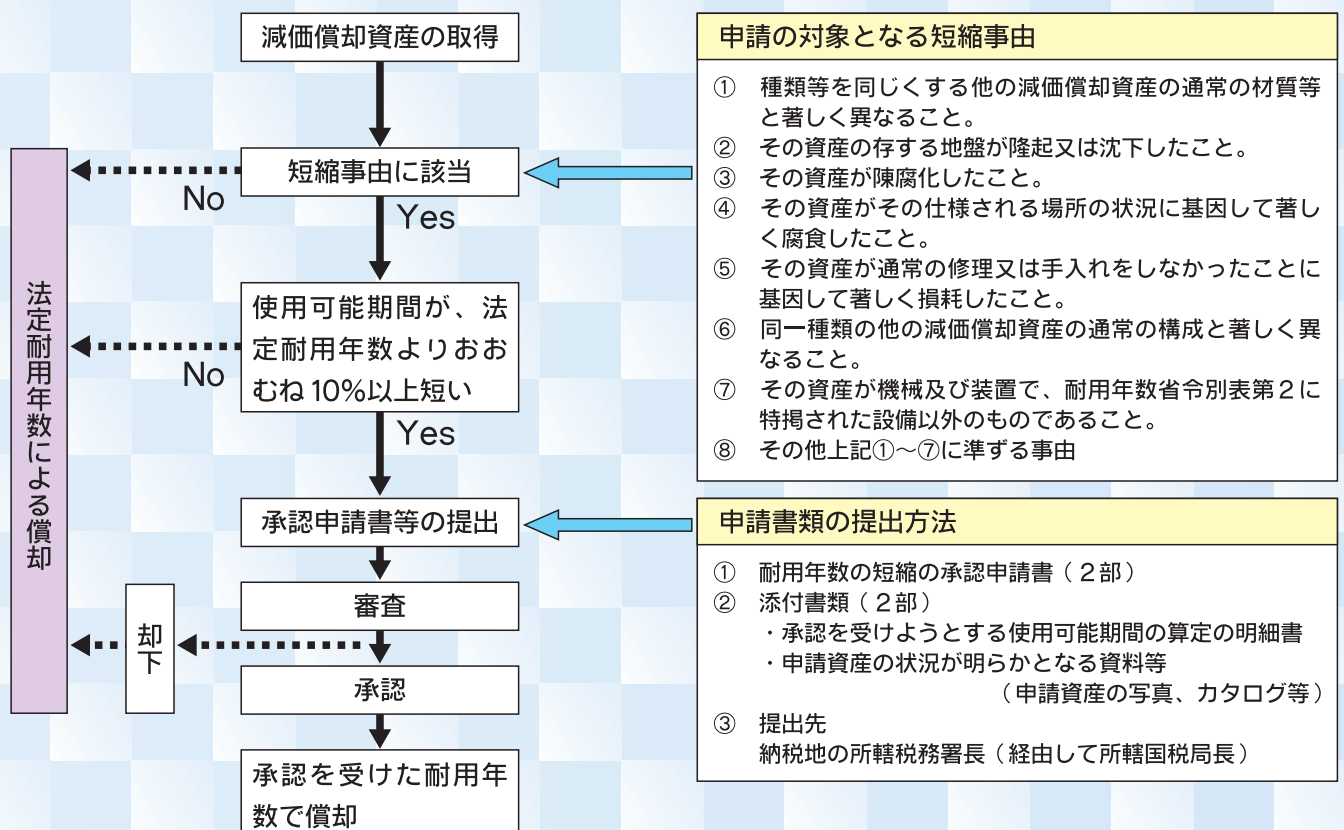 減価償却資産の取得
短縮事由に該当
No
Yes
使用可能期間が、法
定耐用年数よりおお
むね10%以上短い
No
Yes
承認申請書等の提出
審査
却下
承認
承認を受けた耐用年
数で償却
法定耐用年数による償却
申請の対象となる短縮事由
① 種類等を同じくする他の減価償却資産の通常の材質等
と著しく異なること。
② その資産の存する地盤が隆起又は沈下したこと。
③ その資産が陳腐化したこと。
④ その資産がその仕様される場所の状況に基因して著し
く腐食したこと。
⑤ その資産が通常の修理又は手入れをしなかったことに
基因して著しく損耗したこと。
⑥ 同一種類の他の減価償却資産の通常の構成と著しく異
なること。
⑦ その資産が機械及び装置で、耐用年数省令別表第2に
特掲された設備以外のものであること。
⑧ その他上記①～⑦に準ずる事由
申請書類の提出方法
① 耐用年数の短縮の承認申請書(2部)
② 添付書類(2部)
・承認を受けようとする使用可能期間の算定の明細書
・申請資産の状況が明らかとなる資料等
(申請資産の写真、カタログ等)
③ 提出先
納税地の所轄税務署長(経由して所轄国税局長)